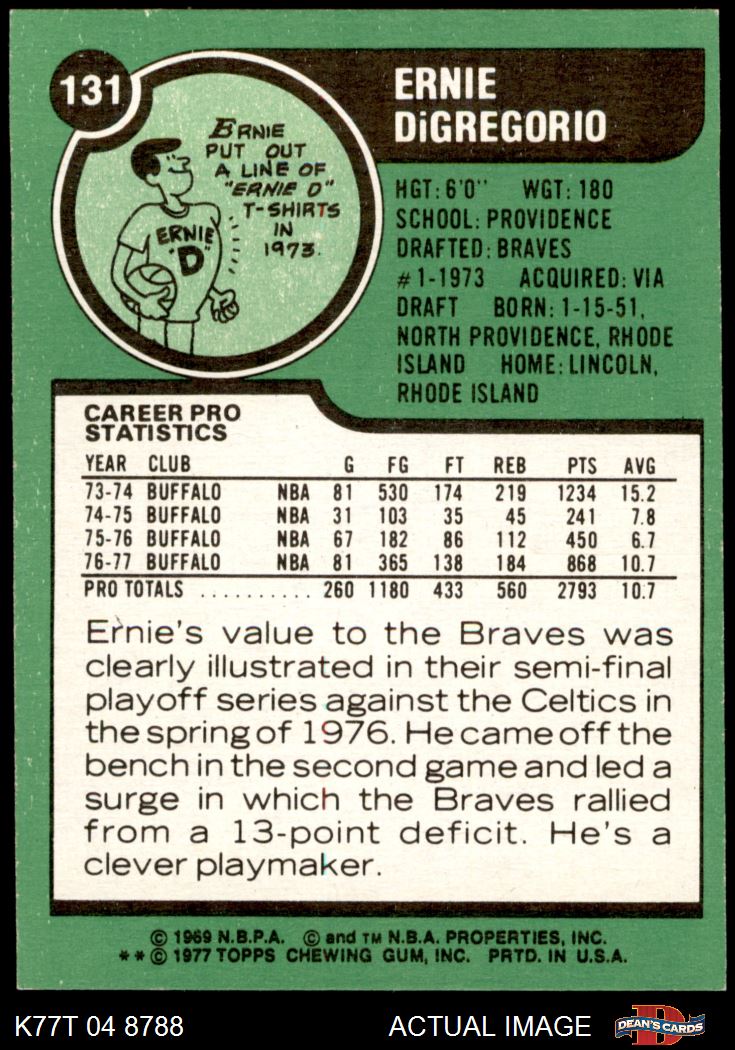 131
ERNIE
DiGREGORIO
ERNIE
PUT OUT
A LINE OF
"ERNIE D"
T-SHIRTS
IN
1973.
ERNIE
"D"
HGT: 6'0" WGT: 180
SCHOOL: PROVIDENCE
DRAFTED: BRAVES
#1-1973 ACQUIRED: VIA
DRAFT BORN: 1-15-51,
NORTH PROVIDENCE, RHODE
ISLAND HOME: LINCOLN,
RHODE ISLAND
CAREER PRO
STATISTICS
YEAR CLUB G FG FT REB PTS AVG
73-74 BUFFALO NBA 81 530 174 219 1234 15.2
74-75 BUFFALO NBA 31 103 35 45 241 7.8
75-76 BUFFALO NBA 67 182 86 112 450 6.7
76-77 BUFFALO NBA 81 365 138 184 868 10.7
PRO TOTALS .......... 260 1180 433 560 2793 10.7
Ernie's value to the Braves was
clearly illustrated in their semi-final
playoff series against the Celtics in
the spring of 1976. He came off the
bench in the second game and led a
surge in which the Braves rallied
from a 13-point deficit. He's a
clever playmaker.
© 1969 N.B.P.A. © and TM N.B.A. PROPERTIES, INC.
**© 1977 TOPPS CHEWING GUM, INC. PRTD. IN U.S.A.
K77T 04 8788 ACTUAL IMAGE DEAN'S CARDS